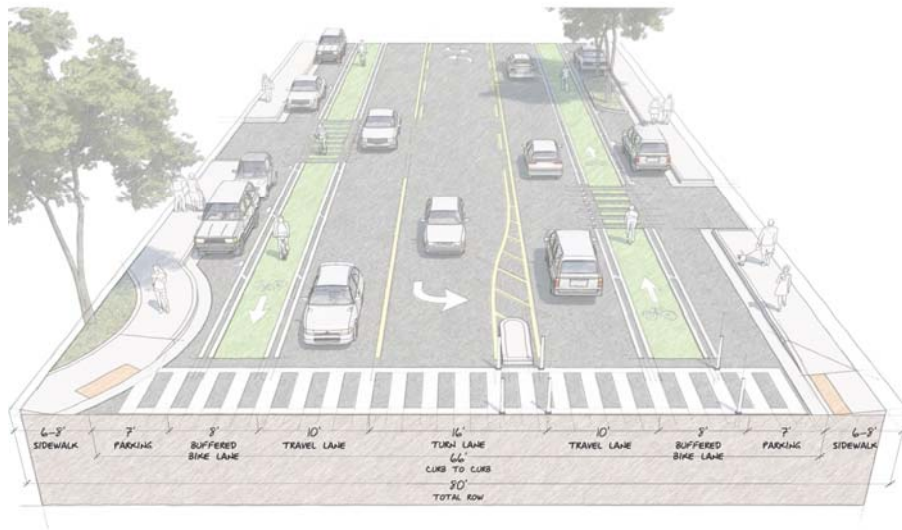 6-8' 7' 8' 10' 16' 10' 8' 7' 6-8'
SIDEWALK PARKING BUFFERED TRAVEL LANE TURN LANE TRAVEL LANE BUFFERED PARKING SIDEWALK
BIKE LANE BIKE LANE
66'
CURB TO CURB
80'
TOTAL ROW